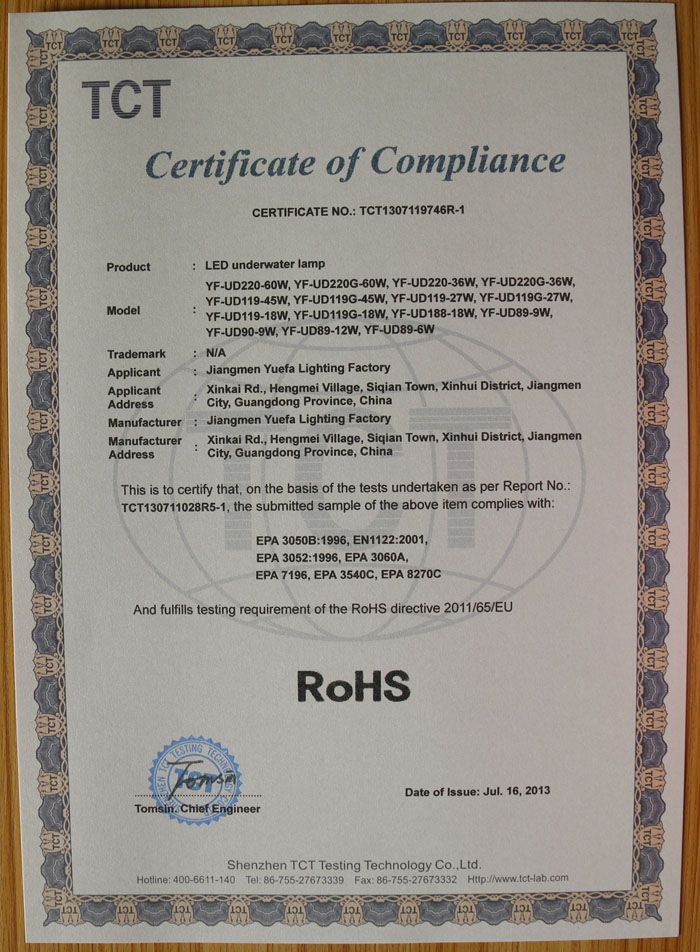 TCT
Certificate of Compliance
CERTIFICATE NO.: TCT1307119746R-1
Product : LED underwater lamp
Model : YF-UD220-60W, YF-UD220G-60W, YF-UD220-36W, YF-UD220G-36W,
YF-UD119-45W, YF-UD119G-45W, YF-UD119-27W, YF-UD119G-27W,
YF-UD119-18W, YF-UD119G-18W, YF-UD188-18W, YF-UD89-9W,
YF-UD90-9W, YF-UD89-12W, YF-UD89-6W
Trademark : N/A
Applicant : Jiangmen Yuefa Lighting Factory
Applicant Address : Xinkai Rd., Hengmei Village, Siqian Town, Xinhui District, Jiangmen
City, Guangdong Province, China
Manufacturer : Jiangmen Yuefa Lighting Factory
Manufacturer Address : Xinkai Rd., Hengmei Village, Siqian Town, Xinhui District, Jiangmen
City, Guangdong Province, China
TCT
This is to certify that, on the basis of the tests undertaken as per Report No.:
TCT130711028R5-1, the submitted sample of the above item complies with:
EPA 3050B:1996, EN1122:2001,
EPA 3052:1996, EPA 3060A,
EPA 7196, EPA 3540C, EPA 8270C
And fulfills testing requirement of the RoHS directive 2011/65/EU
RoHS
TCT
Tomsin
Tomsin. Chief Engineer
Date of Issue: Jul. 16, 2013
Shenzhen TCT Testing Technology Co.,Ltd.
Hotline: 400-6611-140 Tel: 86-755-27673339 Fax: 86-755-27673332 Http://www.tct-lab.com